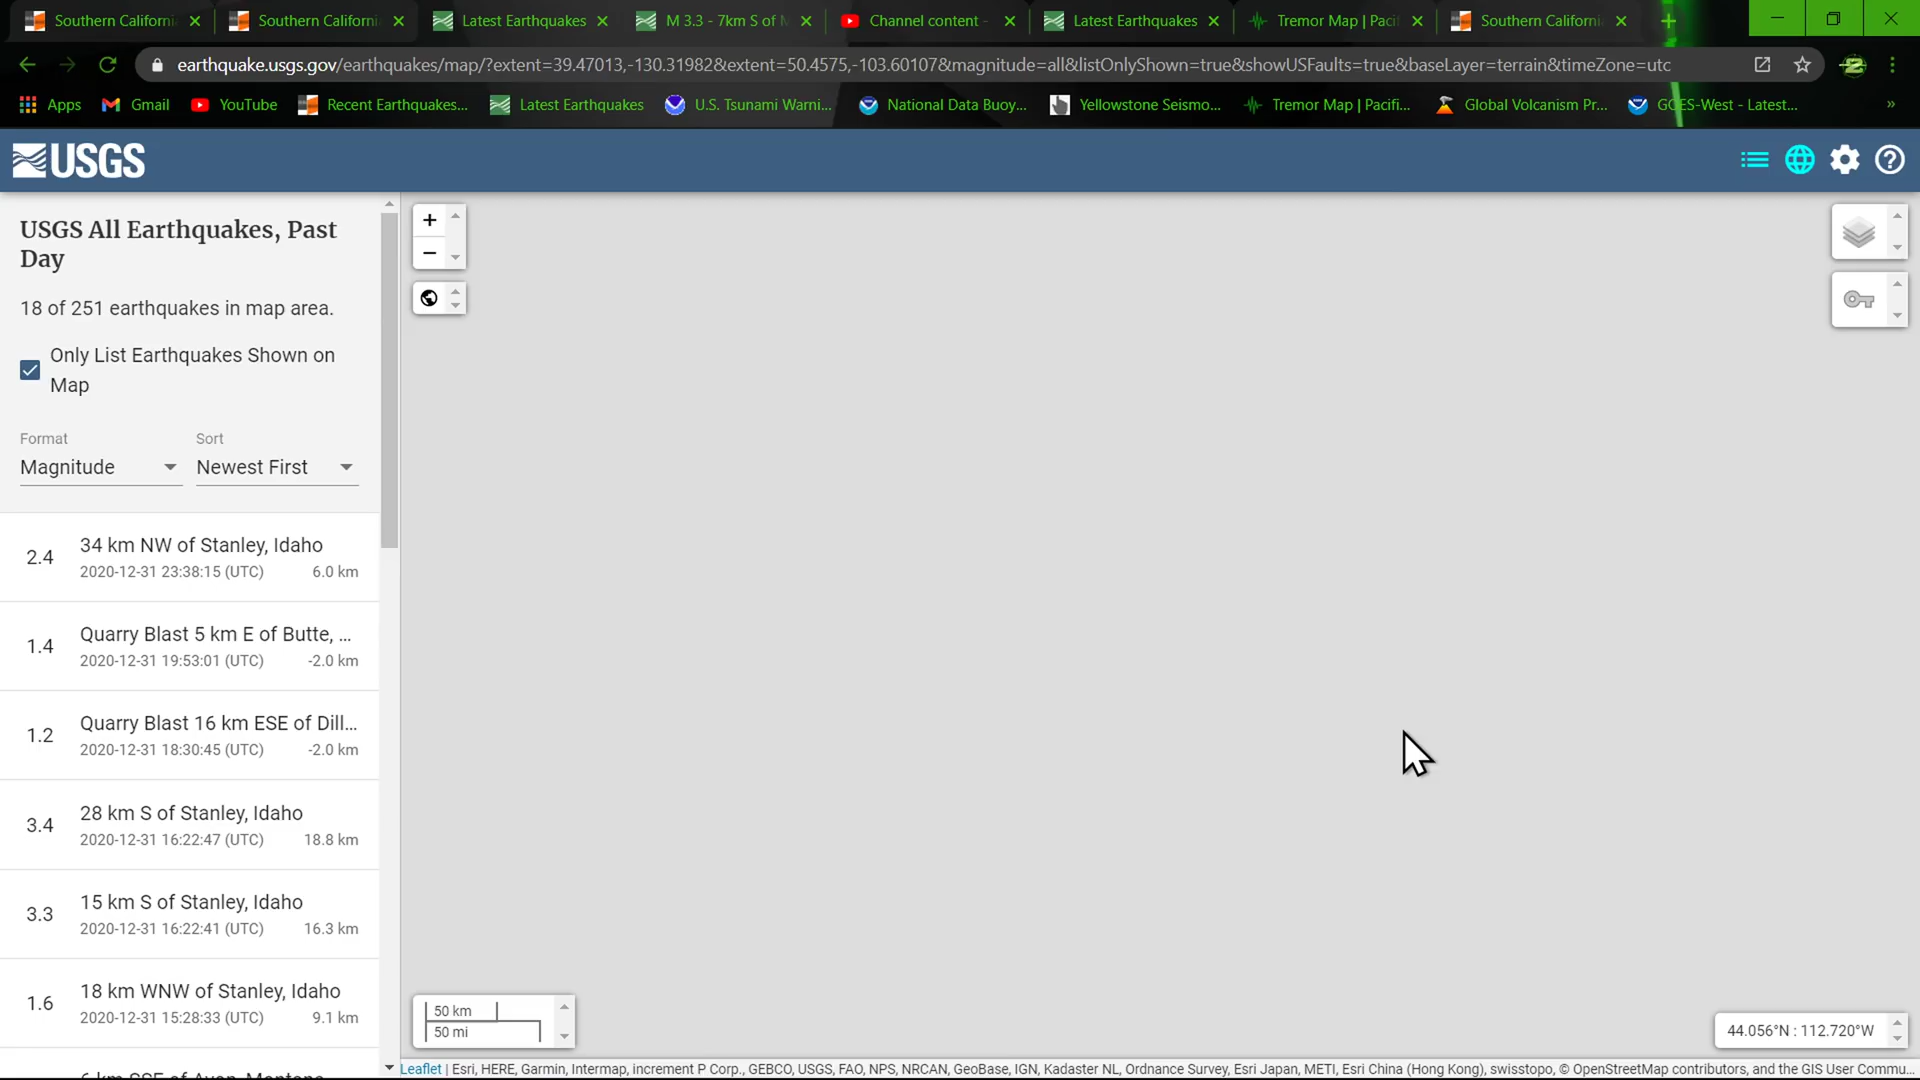 Southern Californi
Southern Californi
Latest Earthquakes
M 3.3 - 7km S of M
Channel content -
Latest Earthquakes
Tremor Map | Paci
Southern Californi
earthquake.usgs.gov/earthquakes/map/?extent=39.47013,-130.31982&extent=50.4575,-103.60107&magnitude=all&listOnlyShown=true&showUSFaults=true&baseLayer=terrain&timeZone=utc
Apps
Gmail
YouTube
Recent Earthquakes...
Latest Earthquakes
U.S. Tsunami Warni...
National Data Buoy...
Yellowstone Seismo...
Tremor Map | Pacifi...
Global Volcanism Pr...
GOES-West - Latest...
»
USGS
USGS All Earthquakes, Past
Day
18 of 251 earthquakes in map area.
Only List Earthquakes Shown on
Map
Format
Sort
Magnitude
Newest First
2.4
34 km NW of Stanley, Idaho
2020-12-31 23:38:15 (UTC)
6.0 km
1.4
Quarry Blast 5 km E of Butte, ...
2020-12-31 19:53:01 (UTC)
-2.0 km
1.2
Quarry Blast 16 km ESE of Dill...
2020-12-31 18:30:45 (UTC)
-2.0 km
3.4
28 km S of Stanley, Idaho
2020-12-31 16:22:47 (UTC)
18.8 km
3.3
15 km S of Stanley, Idaho
2020-12-31 16:22:41 (UTC)
16.3 km
1.6
18 km WNW of Stanley, Idaho
2020-12-31 15:28:33 (UTC)
9.1 km
6 km SSE of Avon, Montana
+
−
50 km
50 mi
44.056°N : 112.720°W
Leaflet | Esri, HERE, Garmin, Intermap, increment P Corp., GEBCO, USGS, FAO, NPS, NRCAN, GeoBase, IGN, Kadaster NL, Ordnance Survey, Esri Japan, METI, Esri China (Hong Kong), swisstopo, © OpenStreetMap contributors, and the GIS User Commu...